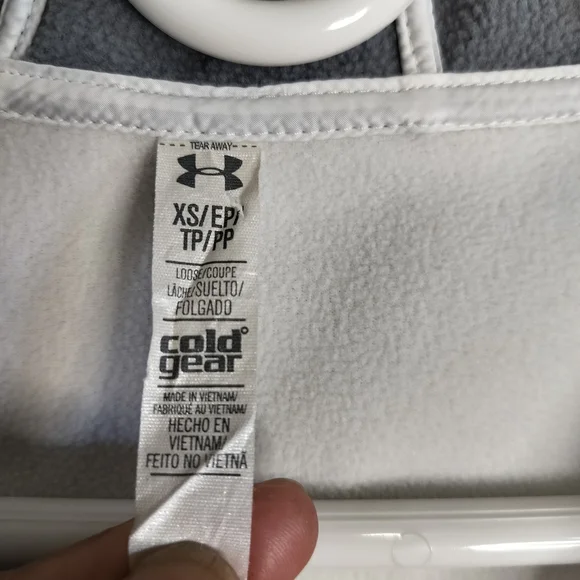 TEAR AWAY
XS/EP/
TP/PP
LOOSE/COUPE
LÂCHE/SUELTO/
FOLGADO
cold
gear
MADE IN VIETNAM/
FABRIQUÉ AU VIETNAM/
HECHO EN
VIETNAM/
FEITO NO VIETNÃ